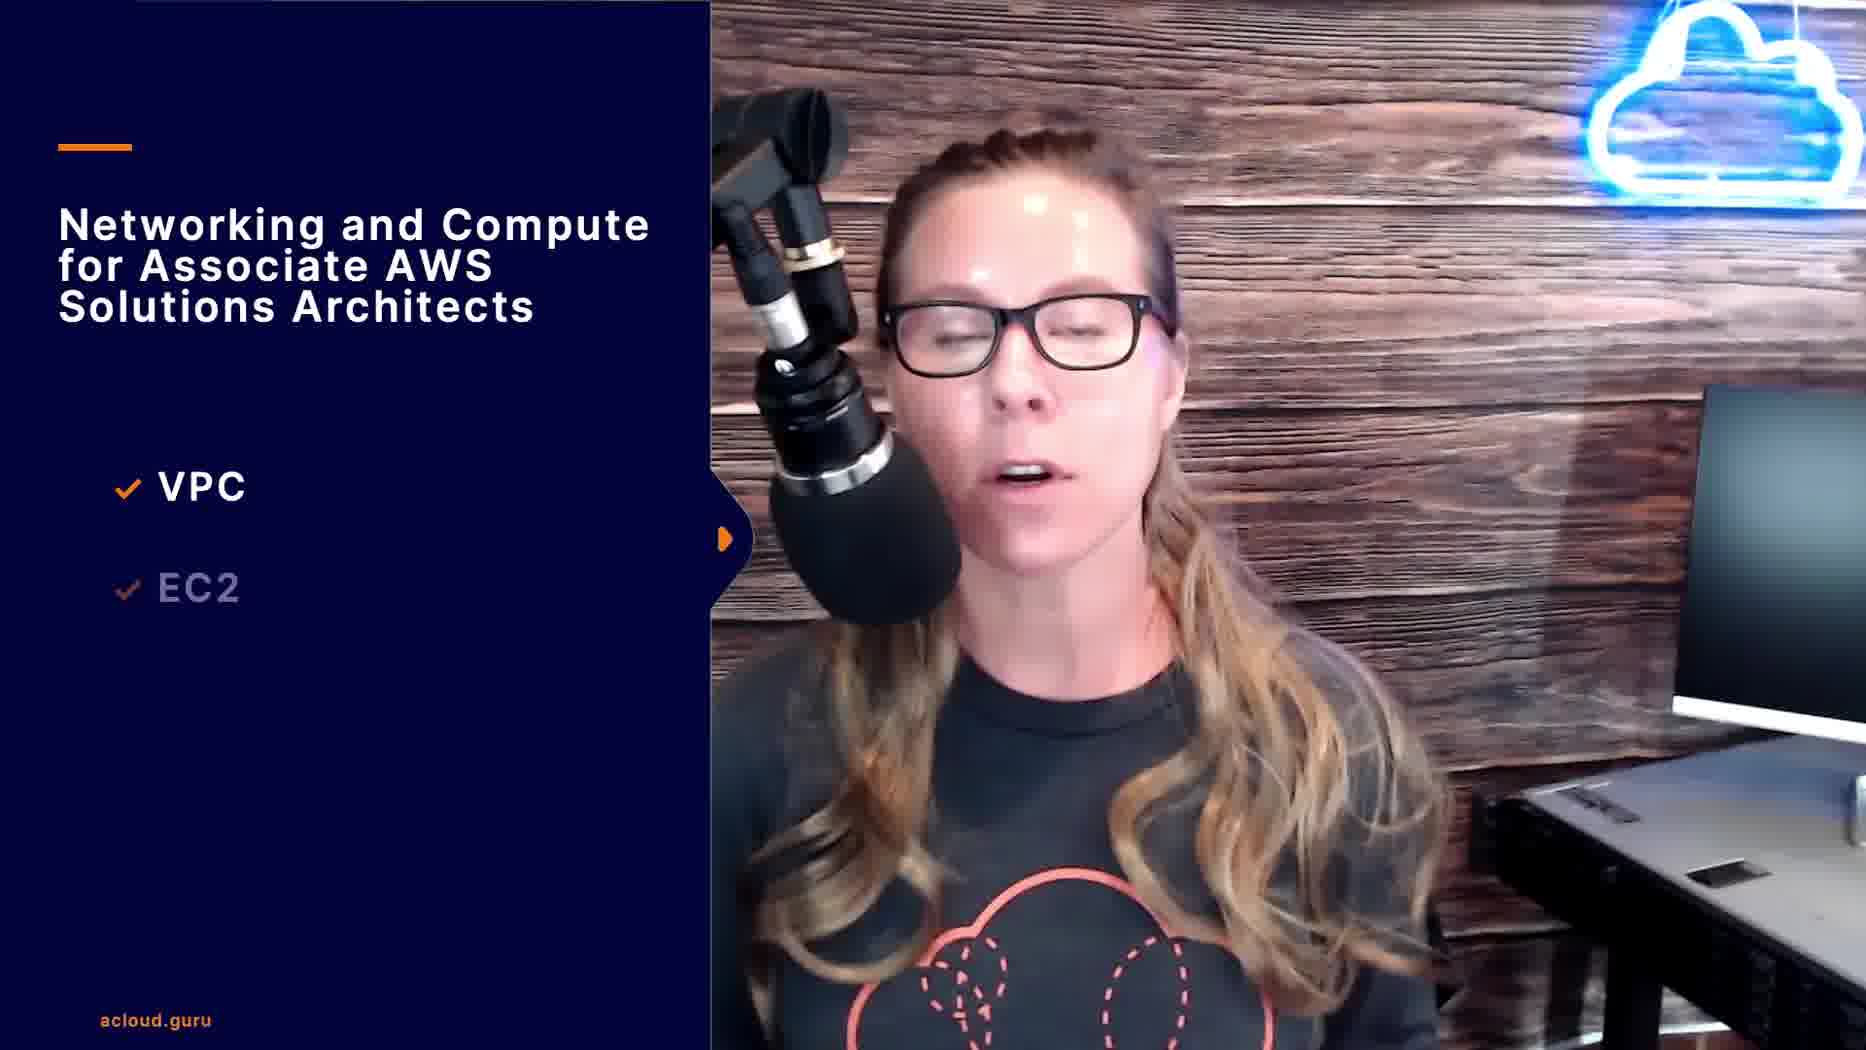 Networking and Compute
for Associate AWS
Solutions Architects
VPC
EC2
acloud.guru